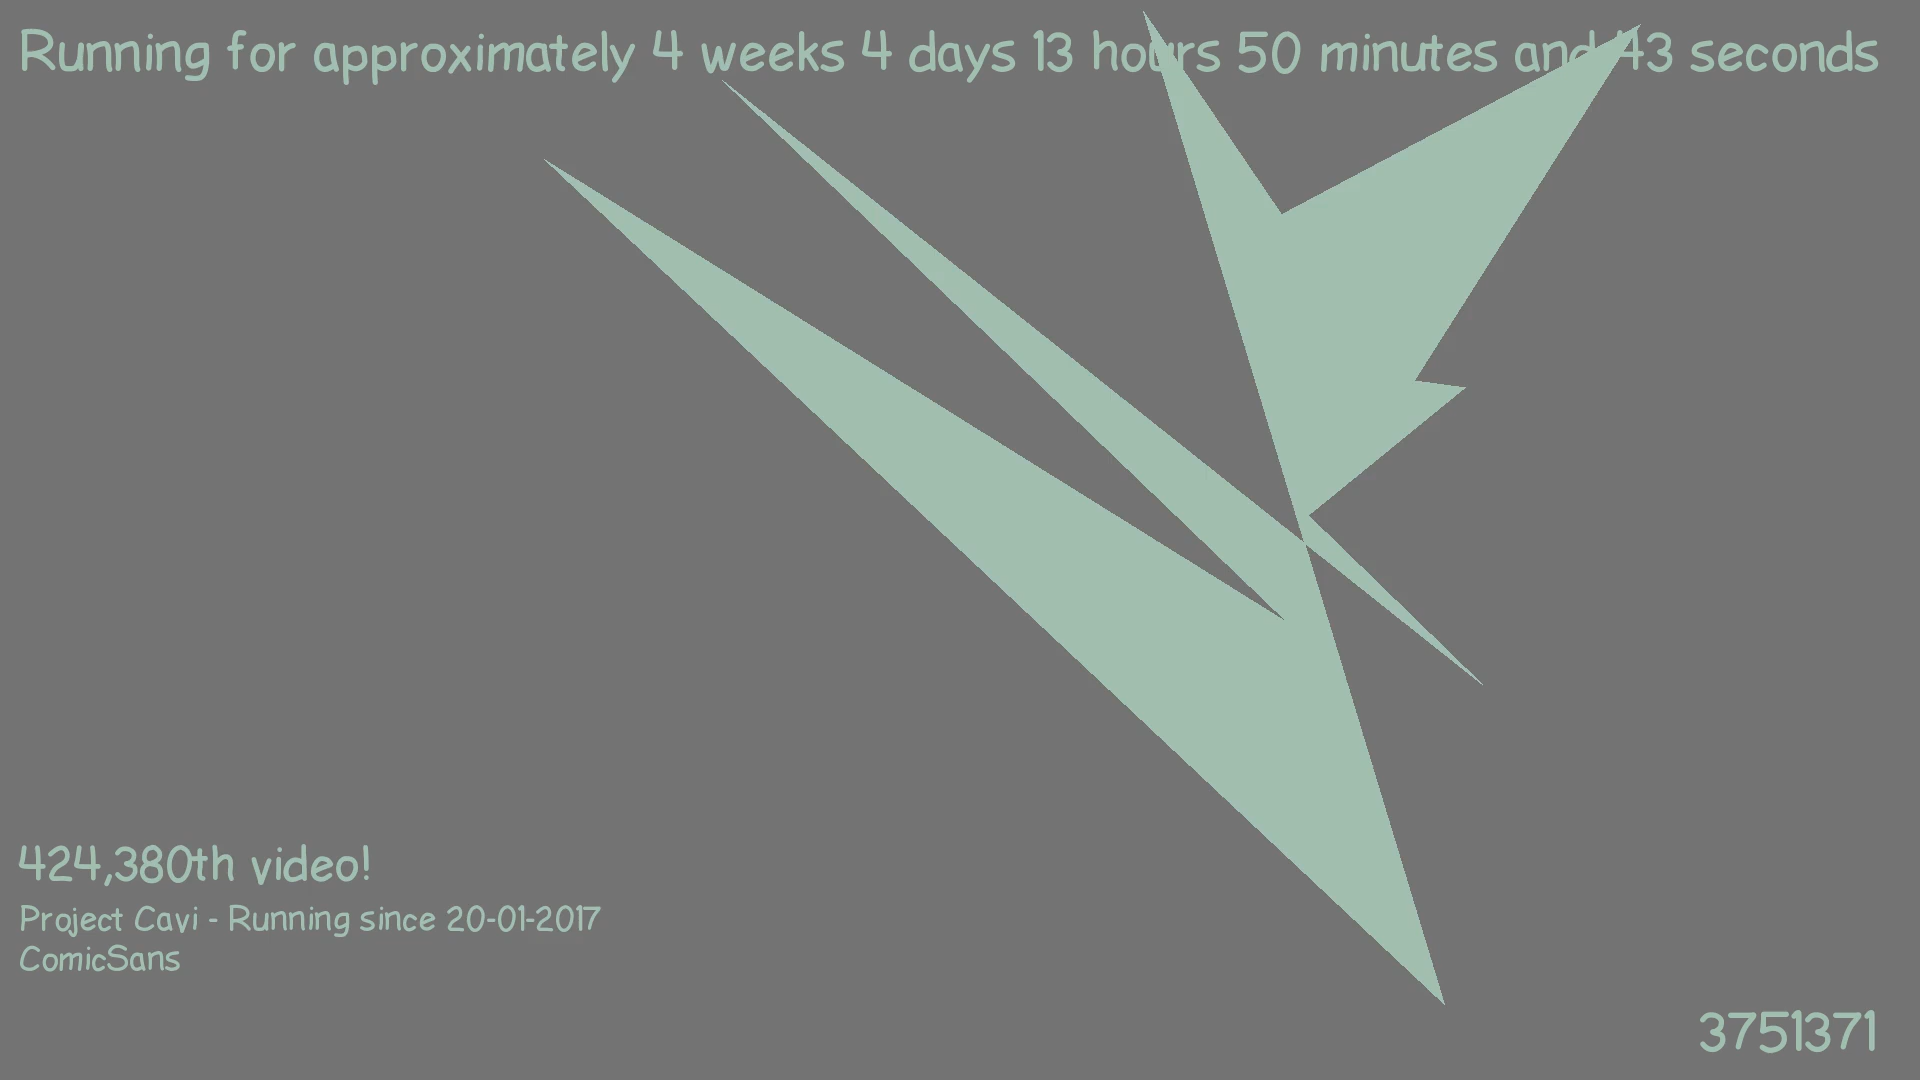 Running for approximately 4 weeks 4 days 13 hours 50 minutes and 43 seconds
424,380th video!
Project Cavi - Running since 20-01-2017
ComicSans
3751371